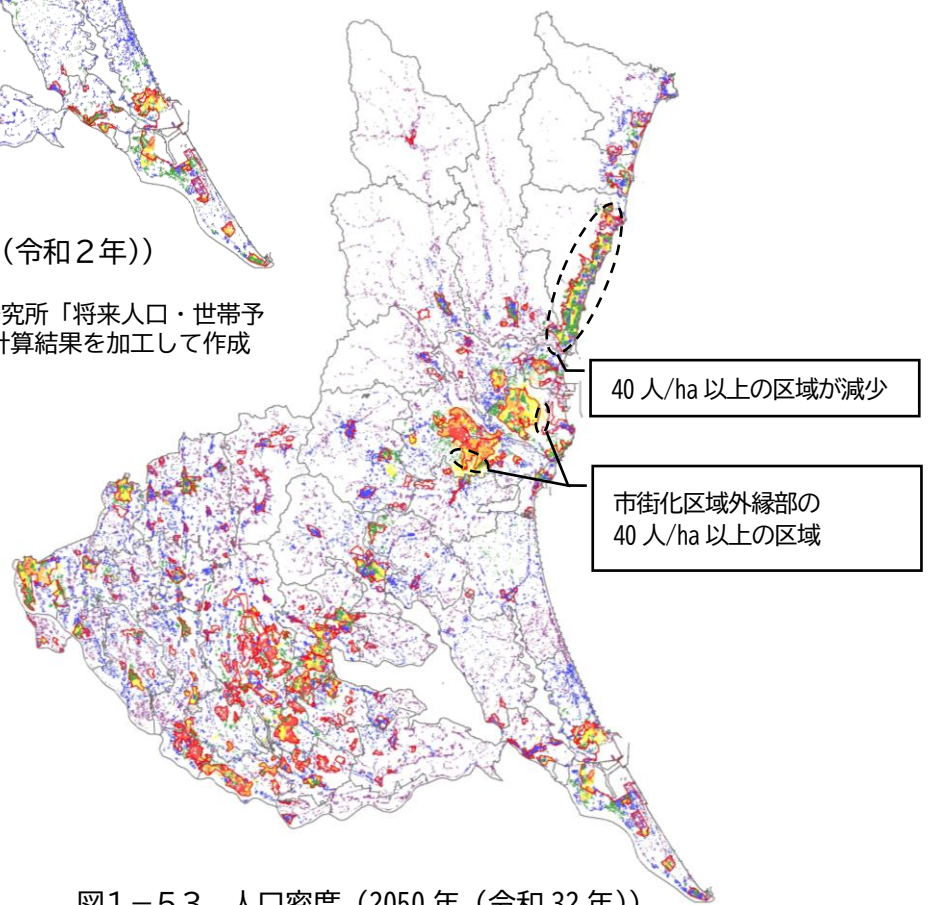 （令和２年））
究所「将来人口・世帯予
計算結果を加工して作成
40 人/ha 以上の区域が減少
市街化区域外縁部の
40 人/ha 以上の区域
図１－５３　人口密度（2050 年（令和 32 年））